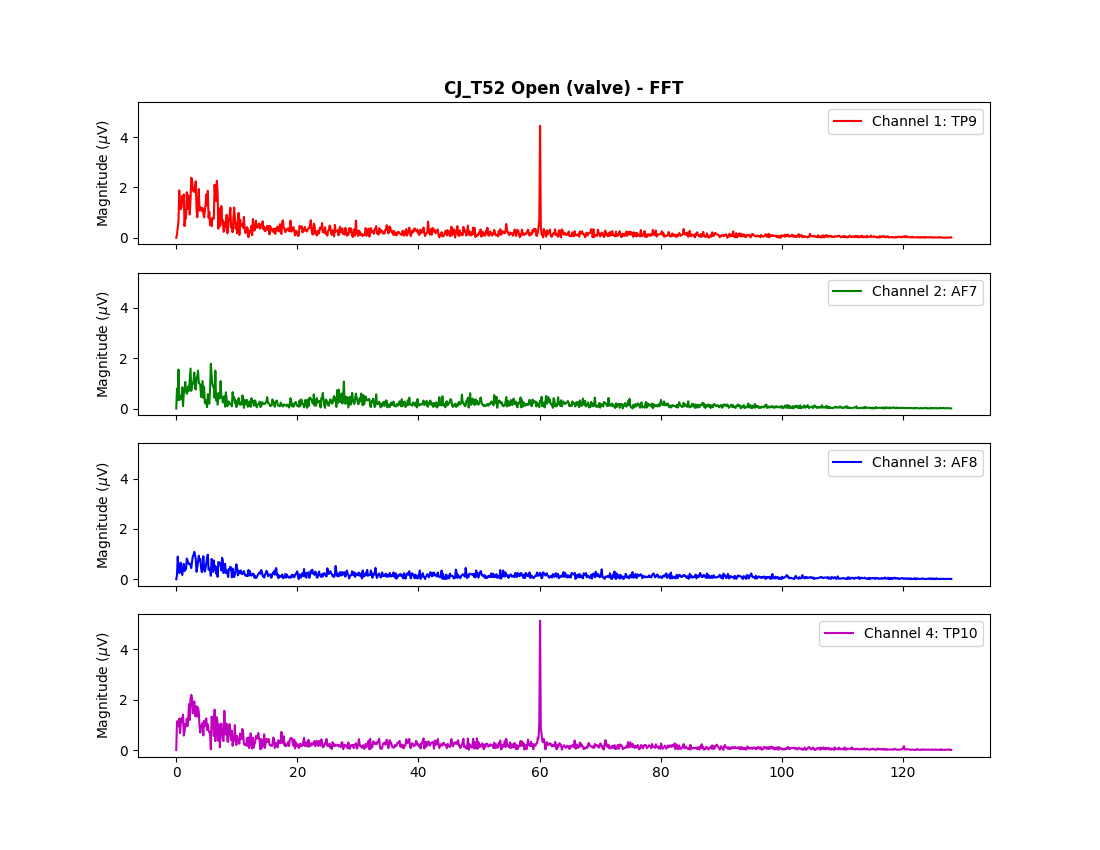 CJ_T52 Open (valve) - FFT
Channel 1: TP9
Magnitude (μV)
4
2
0
Channel 2: AF7
Magnitude (μV)
4
2
0
Channel 3: AF8
Magnitude (μV)
4
2
0
Channel 4: TP10
Magnitude (μV)
4
2
0
0 20 40 60 80 100 120